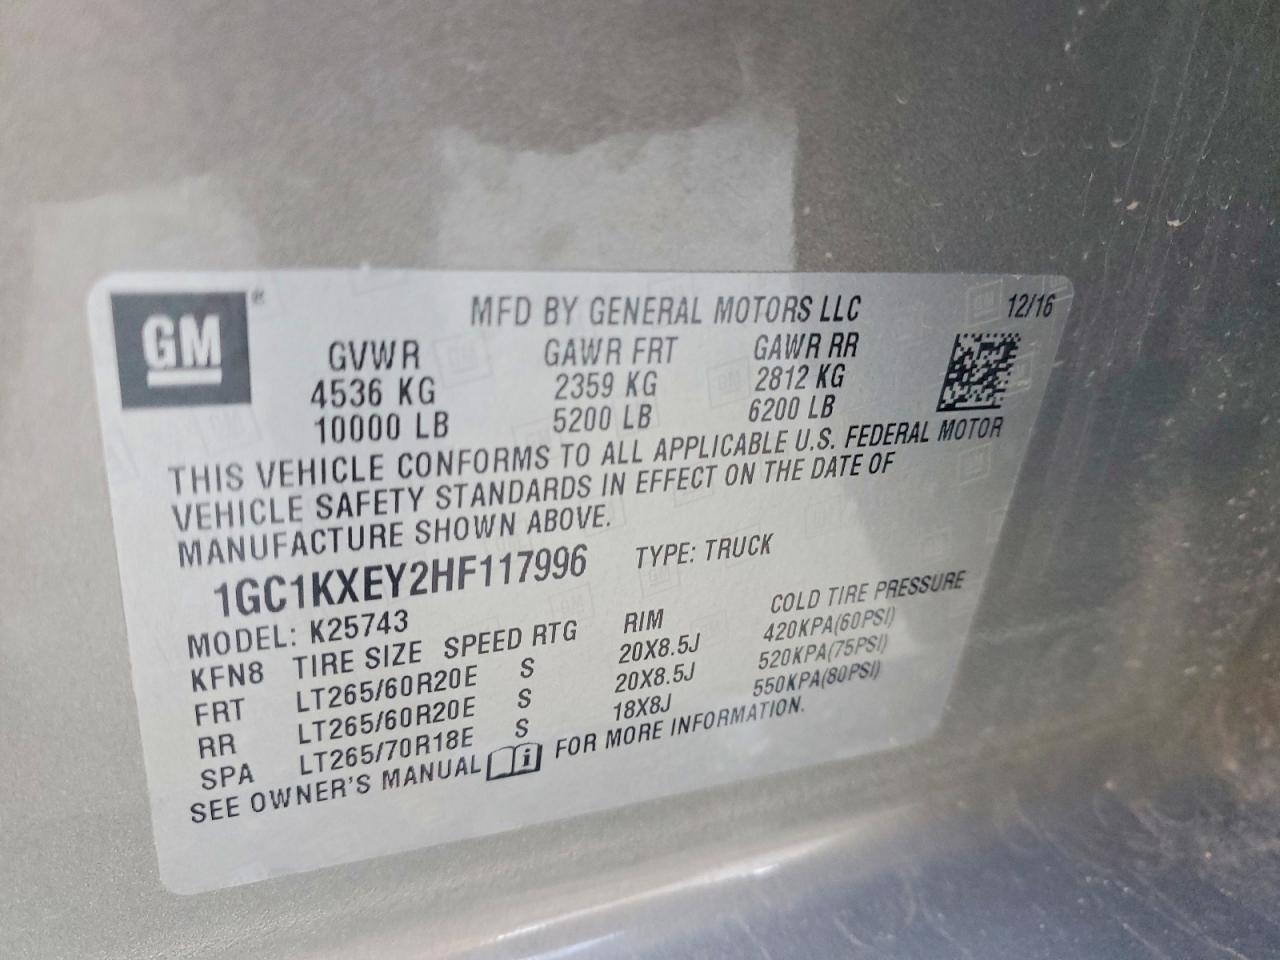 GM®
MFD BY GENERAL MOTORS LLC 12/16
GVWR GAWR FRT GAWR RR
4536 KG 2359 KG 2812 KG
10000 LB 5200 LB 6200 LB
THIS VEHICLE CONFORMS TO ALL APPLICABLE U.S. FEDERAL MOTOR
VEHICLE SAFETY STANDARDS IN EFFECT ON THE DATE OF
MANUFACTURE SHOWN ABOVE.
1GC1KXEY2HF117996 TYPE: TRUCK
MODEL: K25743
KFN8 TIRE SIZE SPEED RTG RIM COLD TIRE PRESSURE
FRT LT265/60R20E S 20X8.5J 420KPA(60PSI)
RR LT265/60R20E S 20X8.5J 520KPA(75PSI)
SPA LT265/70R18E S 18X8J 550KPA(80PSI)
SEE OWNER'S MANUAL i FOR MORE INFORMATION.